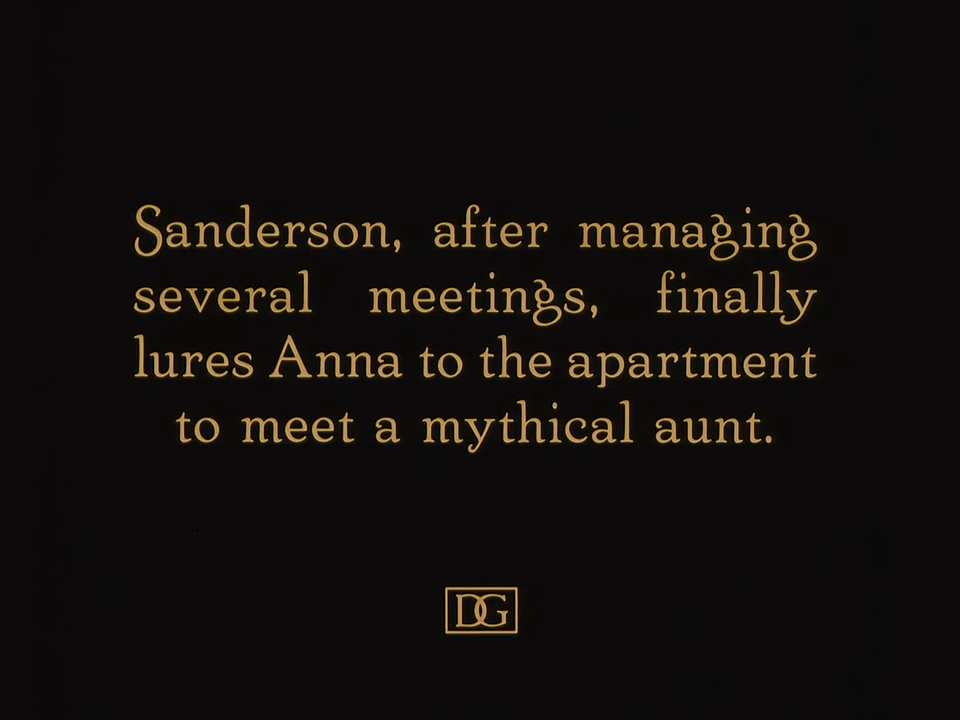 Sanderson, after managing
several meetings, finally
lures Anna to the apartment
to meet a mythical aunt.
DG